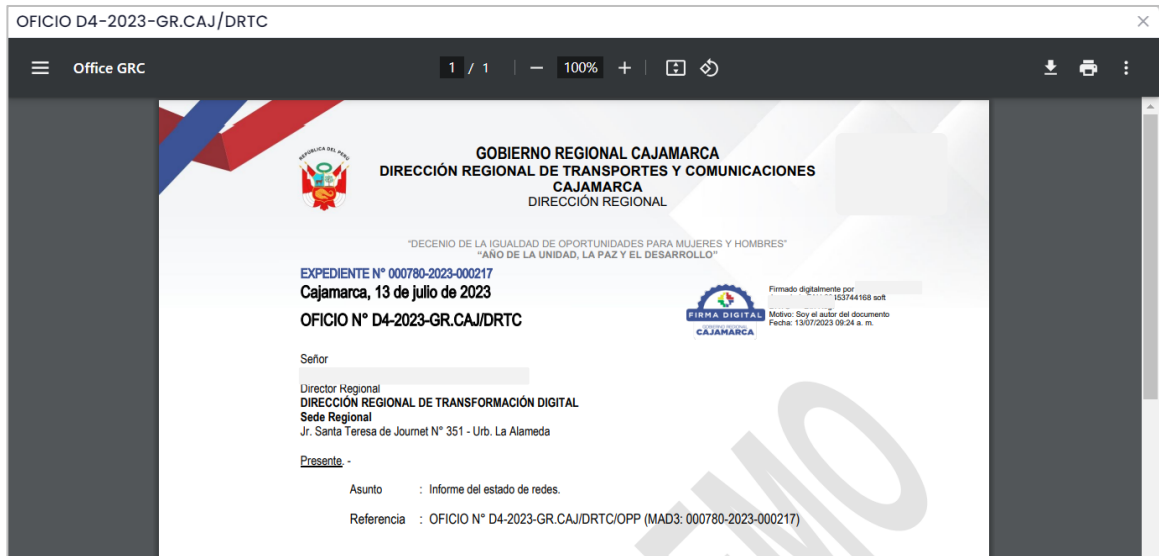 OFICIO D4-2023-GR.CAJ/DRTC
Office GRC
1 / 1
100%
REPÚBLICA DEL PERÚ
GOBIERNO REGIONAL CAJAMARCA
DIRECCIÓN REGIONAL DE TRANSPORTES Y COMUNICACIONES
CAJAMARCA
DIRECCIÓN REGIONAL
"DECENIO DE LA IGUALDAD DE OPORTUNIDADES PARA MUJERES Y HOMBRES"
"AÑO DE LA UNIDAD, LA PAZ Y EL DESARROLLO"
EXPEDIENTE N° 000780-2023-000217
Cajamarca, 13 de julio de 2023
OFICIO N° D4-2023-GR.CAJ/DRTC
FIRMA DIGITAL
GOBIERNO REGIONAL
CAJAMARCA
Firmado digitalmente por
soft
Motivo: Soy el autor del documento
Fecha: 13/07/2023 09:24 a. m.
Señor
Director Regional
DIRECCIÓN REGIONAL DE TRANSFORMACIÓN DIGITAL
Sede Regional
Jr. Santa Teresa de Journet N° 351 - Urb. La Alameda
Presente. -
Asunto : Informe del estado de redes.
Referencia : OFICIO N° D4-2023-GR.CAJ/DRTC/OPP (MAD3: 000780-2023-000217)
EMO